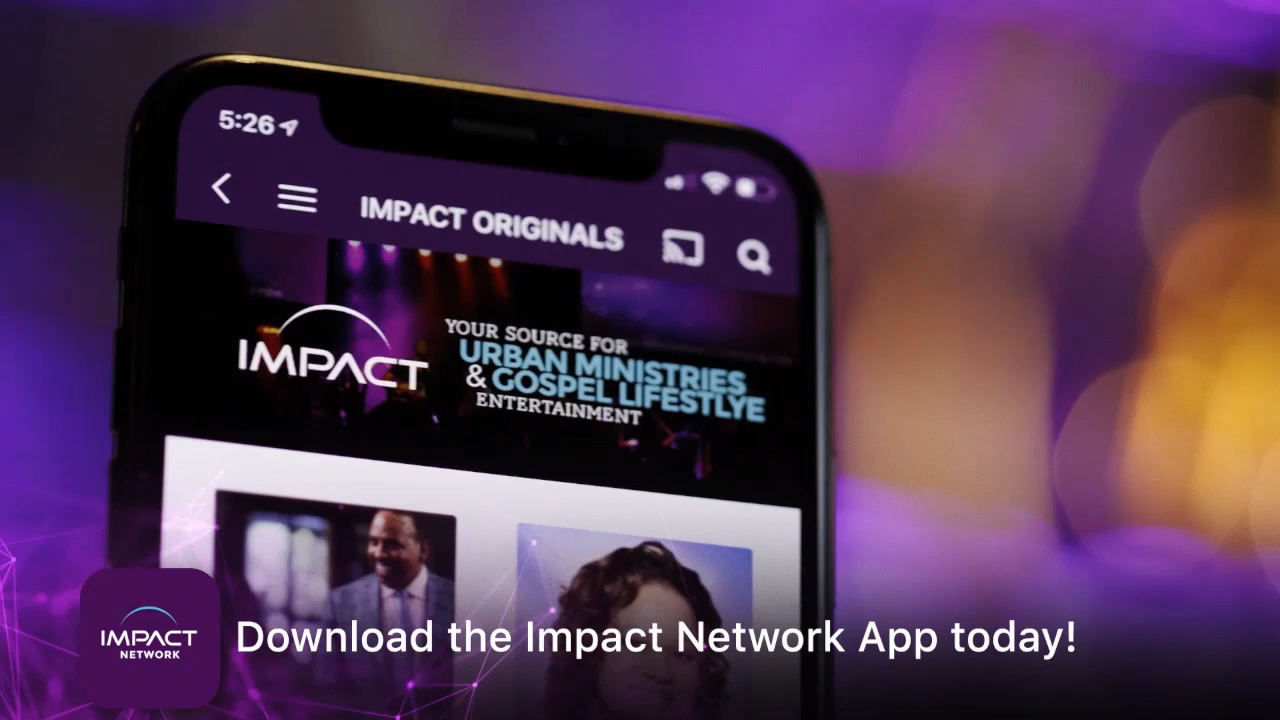 5:26
IMPACT ORIGINALS
IMPACT
YOUR SOURCE FOR
URBAN MINISTRIES
& GOSPEL LIFESTLYE
ENTERTAINMENT
IMPACT
NETWORK
Download the Impact Network App today!